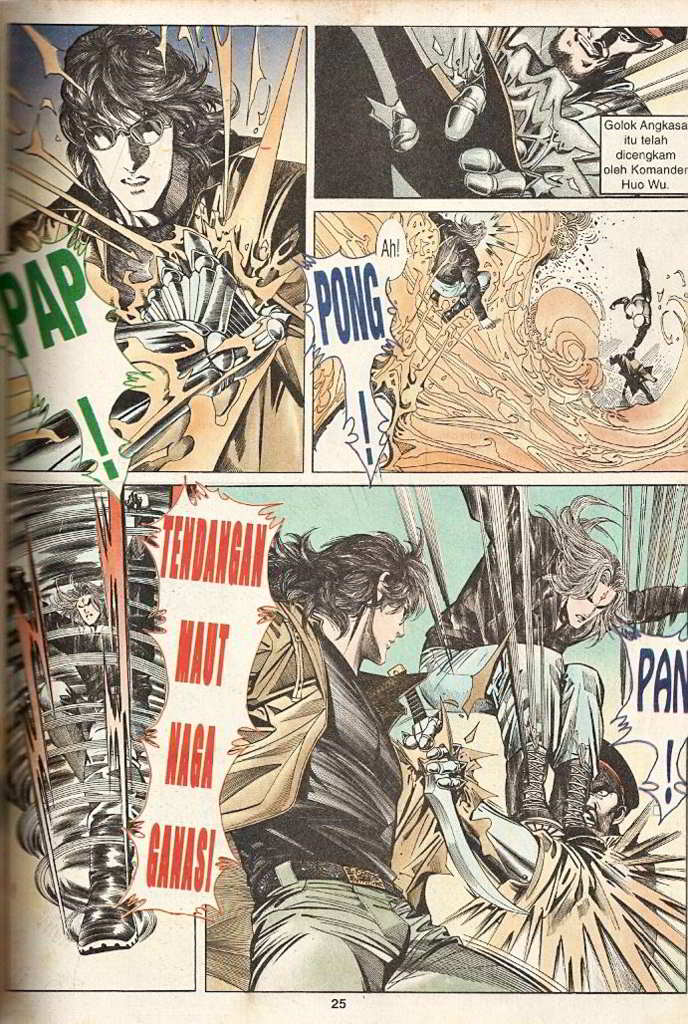 PAP
!
Golok Angkasa
itu telah
dicengkam
oleh Komander
Huo Wu.
Ah!
PONG
!
TENDANGAN
MAUT
NAGA
GANAS!
PAN
!
25